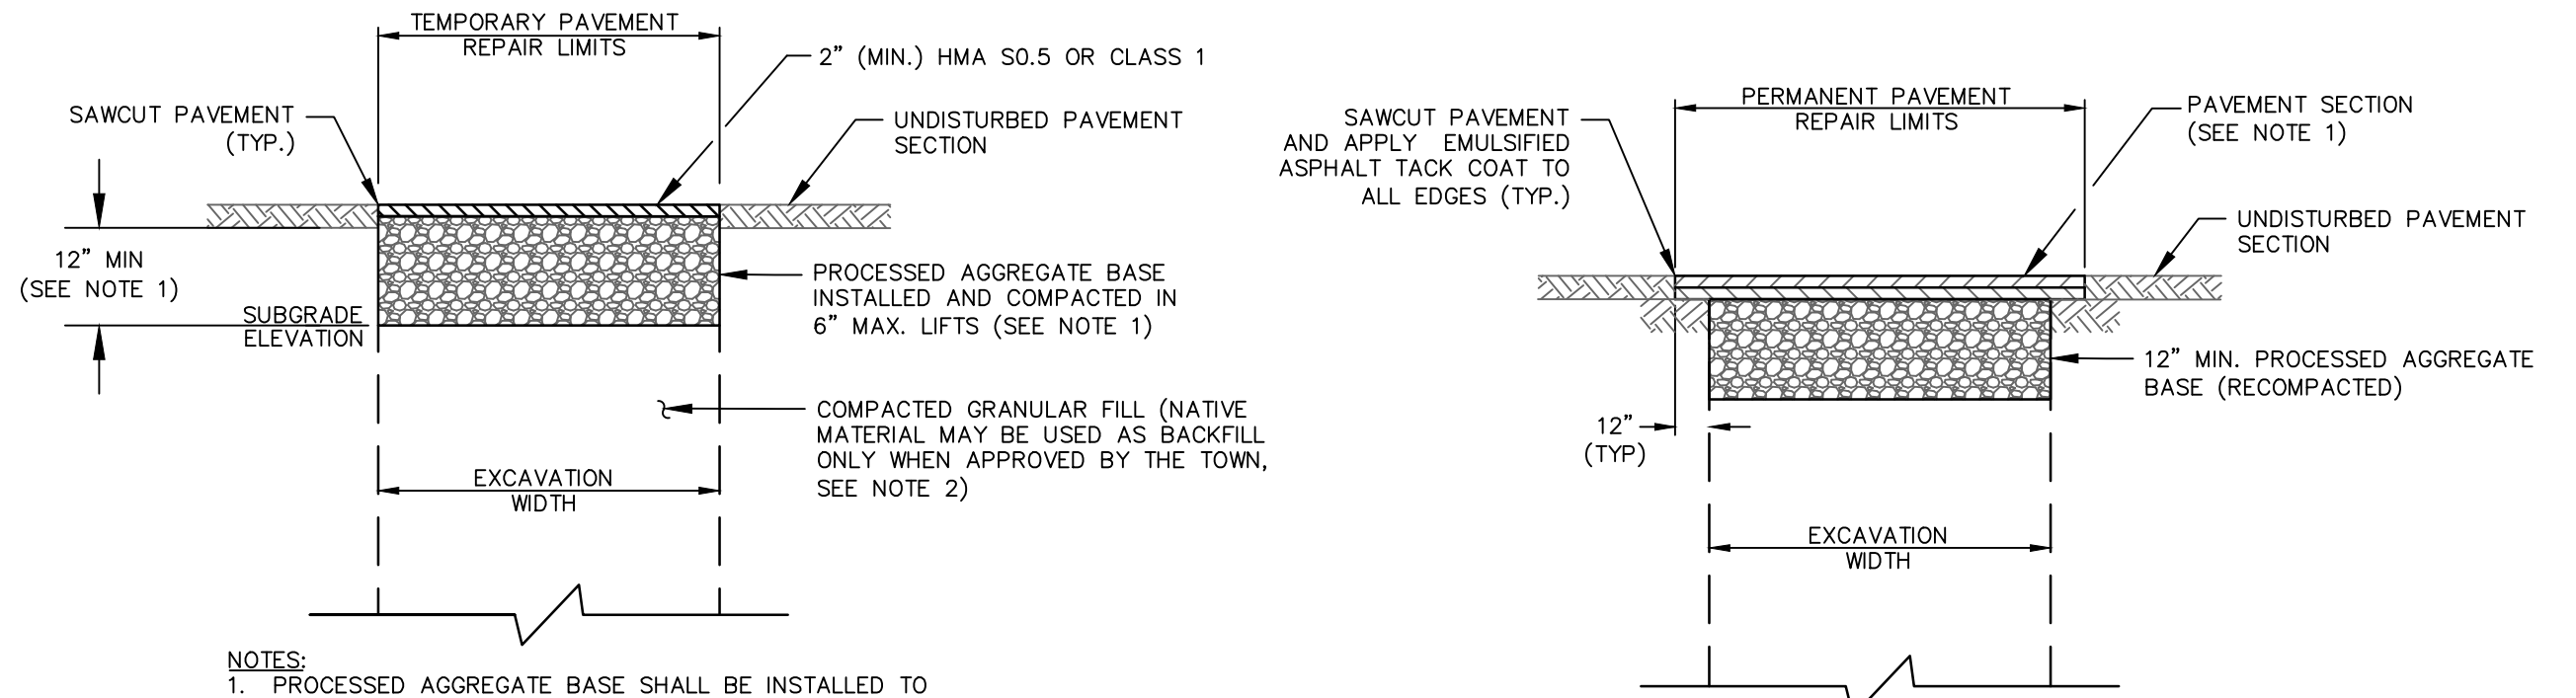 TEMPORARY PAVEMENT
REPAIR LIMITS
2” (MIN.) HMA S0.5 OR CLASS 1
SAWCUT PAVEMENT
(TYP.)
UNDISTURBED PAVEMENT
SECTION
12” MIN
(SEE NOTE 1)
SUBGRADE
ELEVATION
PROCESSED AGGREGATE BASE
INSTALLED AND COMPACTED IN
6” MAX. LIFTS (SEE NOTE 1)
COMPACTED GRANULAR FILL (NATIVE
MATERIAL MAY BE USED AS BACKFILL
ONLY WHEN APPROVED BY THE TOWN,
SEE NOTE 2)
EXCAVATION
WIDTH
NOTES:
1. PROCESSED AGGREGATE BASE SHALL BE INSTALLED TO
PERMANENT PAVEMENT
REPAIR LIMITS
SAWCUT PAVEMENT
AND APPLY EMULSIFIED
ASPHALT TACK COAT TO
ALL EDGES (TYP.)
PAVEMENT SECTION
(SEE NOTE 1)
UNDISTURBED PAVEMENT
SECTION
12” MIN. PROCESSED AGGREGATE
BASE (RECOMPACTED)
12”
(TYP)
EXCAVATION
WIDTH